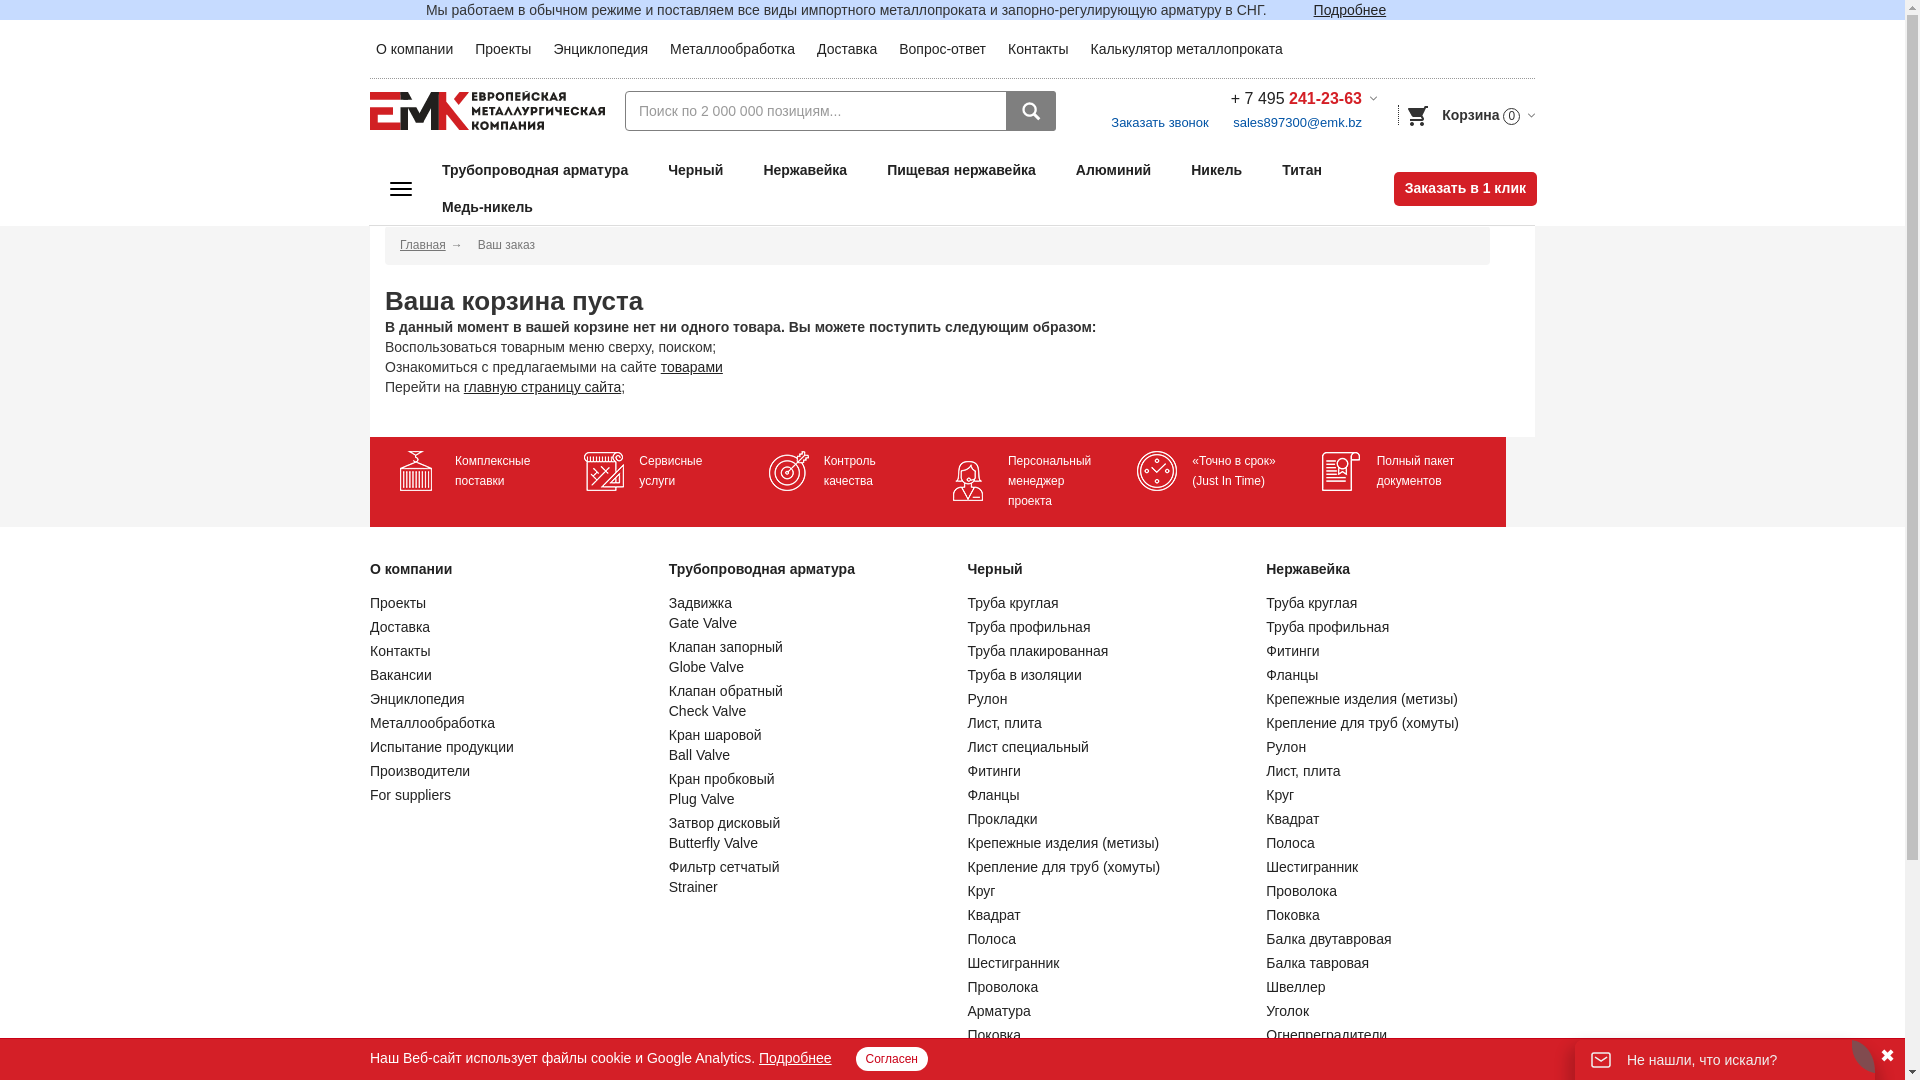 Мы работаем в обычном режиме и поставляем все виды импортного металлопроката и запорно-регулирующую арматуру в СНГ. Подробнее
О компании Проекты Энциклопедия Металлообработка Доставка Вопрос-ответ Контакты Калькулятор металлопроката
ЕМК ЕВРОПЕЙСКАЯ
МЕТАЛЛУРГИЧЕСКАЯ
КОМПАНИЯ
Поиск по 2 000 000 позициям...
+ 7 495 241-23-63
Заказать звонок sales897300@emk.bz
Корзина 0
Трубопроводная арматура Черный Нержавейка Пищевая нержавейка Алюминий Никель Титан
Медь-никель
Заказать в 1 клик
Главная → Ваш заказ
Ваша корзина пуста
В данный момент в вашей корзине нет ни одного товара. Вы можете поступить следующим образом:
Воспользоваться товарным меню сверху, поиском;
Ознакомиться с предлагаемыми на сайте товарами
Перейти на главную страницу сайта;
Комплексные
поставки
Сервисные
услуги
Контроль
качества
Персональный
менеджер
проекта
«Точно в срок»
(Just In Time)
Полный пакет
документов
О компании
Проекты
Доставка
Контакты
Вакансии
Энциклопедия
Металлообработка
Испытание продукции
Производители
For suppliers
Трубопроводная арматура
Задвижка
Gate Valve
Клапан запорный
Globe Valve
Клапан обратный
Check Valve
Кран шаровой
Ball Valve
Кран пробковый
Plug Valve
Затвор дисковый
Butterfly Valve
Фильтр сетчатый
Strainer
Черный
Труба круглая
Труба профильная
Труба плакированная
Труба в изоляции
Рулон
Лист, плита
Лист специальный
Фитинги
Фланцы
Прокладки
Крепежные изделия (метизы)
Крепление для труб (хомуты)
Круг
Квадрат
Полоса
Шестигранник
Проволока
Арматура
Поковка
Нержавейка
Труба круглая
Труба профильная
Фитинги
Фланцы
Крепежные изделия (метизы)
Крепление для труб (хомуты)
Рулон
Лист, плита
Круг
Квадрат
Полоса
Шестигранник
Проволока
Поковка
Балка двутавровая
Балка тавровая
Швеллер
Уголок
Огнепреградители
Наш Веб-сайт использует файлы cookie и Google Analytics. Подробнее Согласен
Не нашли, что искали?